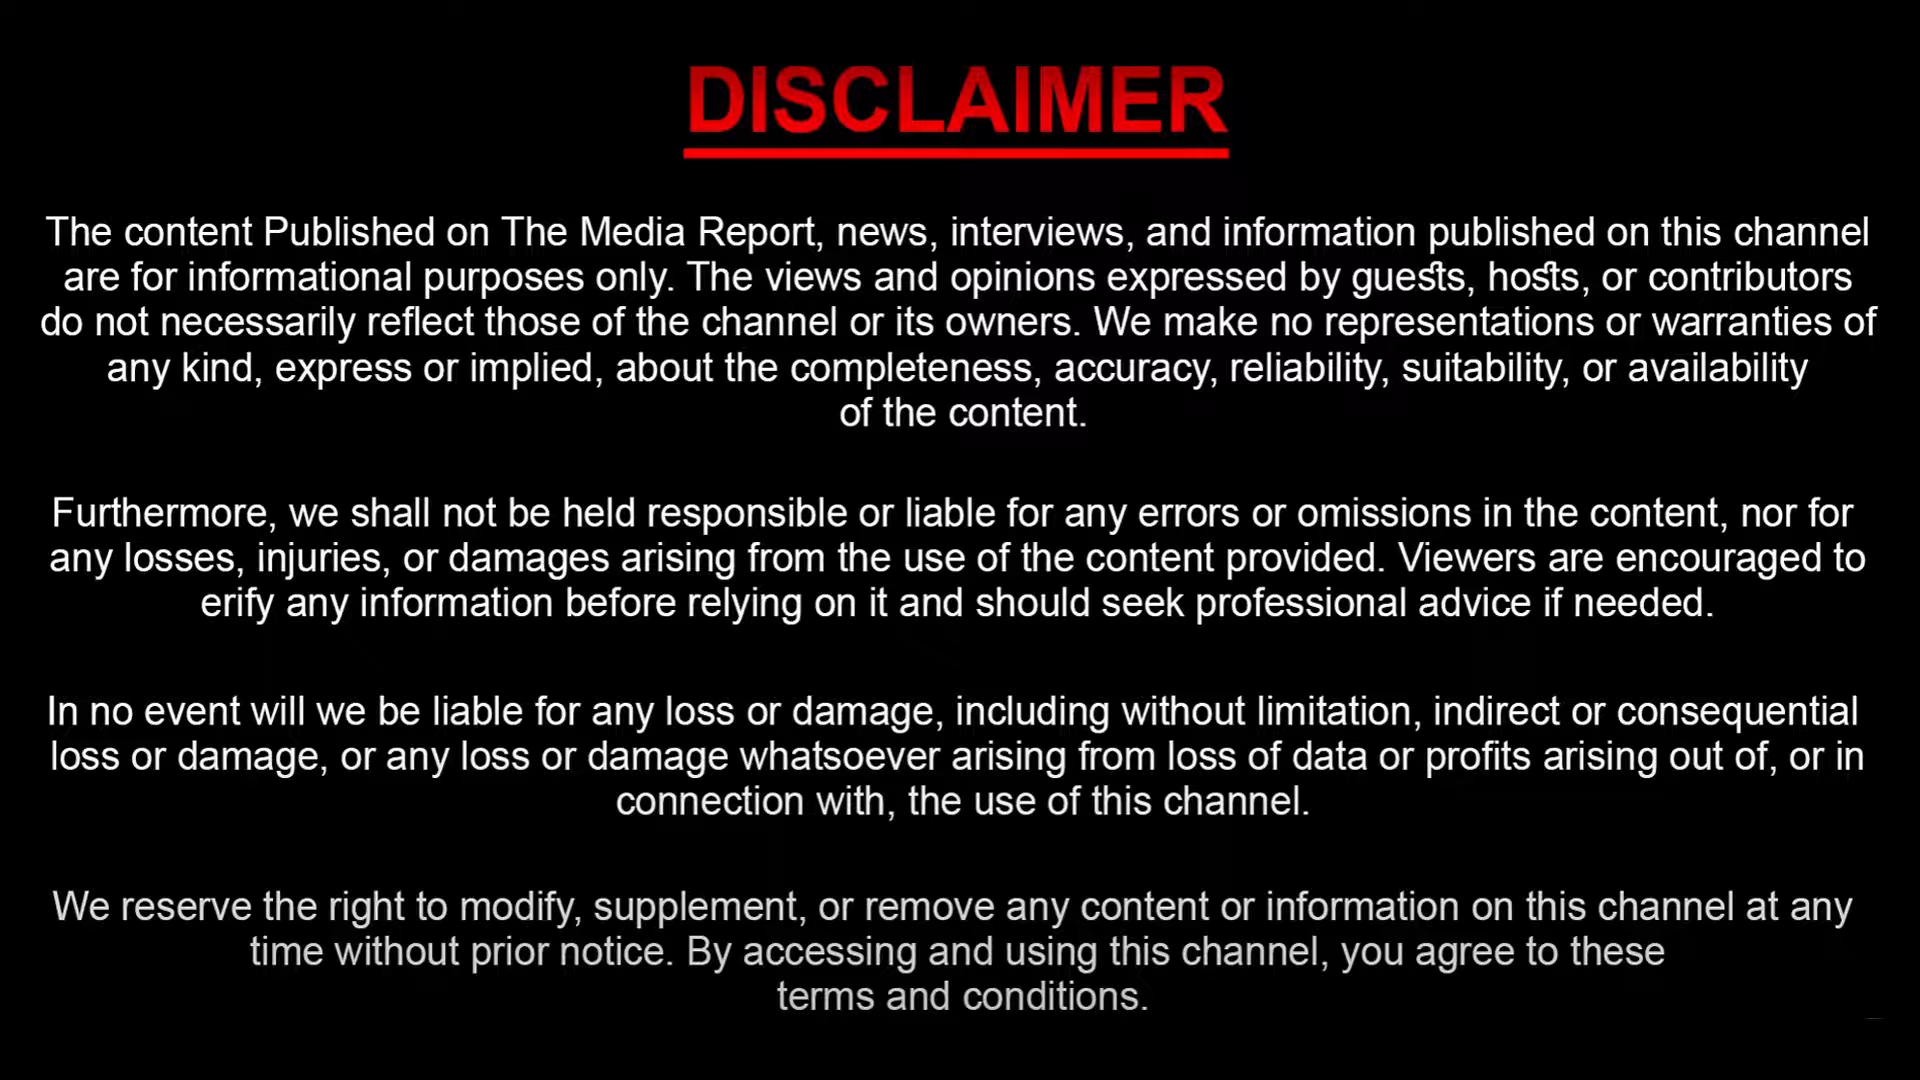 DISCLAIMER
The content Published on The Media Report, news, interviews, and information published on this channel
are for informational purposes only. The views and opinions expressed by guests, hosts, or contributors
do not necessarily reflect those of the channel or its owners. We make no representations or warranties of
any kind, express or implied, about the completeness, accuracy, reliability, suitability, or availability
of the content.
Furthermore, we shall not be held responsible or liable for any errors or omissions in the content, nor for
any losses, injuries, or damages arising from the use of the content provided. Viewers are encouraged to
erify any information before relying on it and should seek professional advice if needed.
In no event will we be liable for any loss or damage, including without limitation, indirect or consequential
loss or damage, or any loss or damage whatsoever arising from loss of data or profits arising out of, or in
connection with, the use of this channel.
We reserve the right to modify, supplement, or remove any content or information on this channel at any
time without prior notice. By accessing and using this channel, you agree to these
terms and conditions.